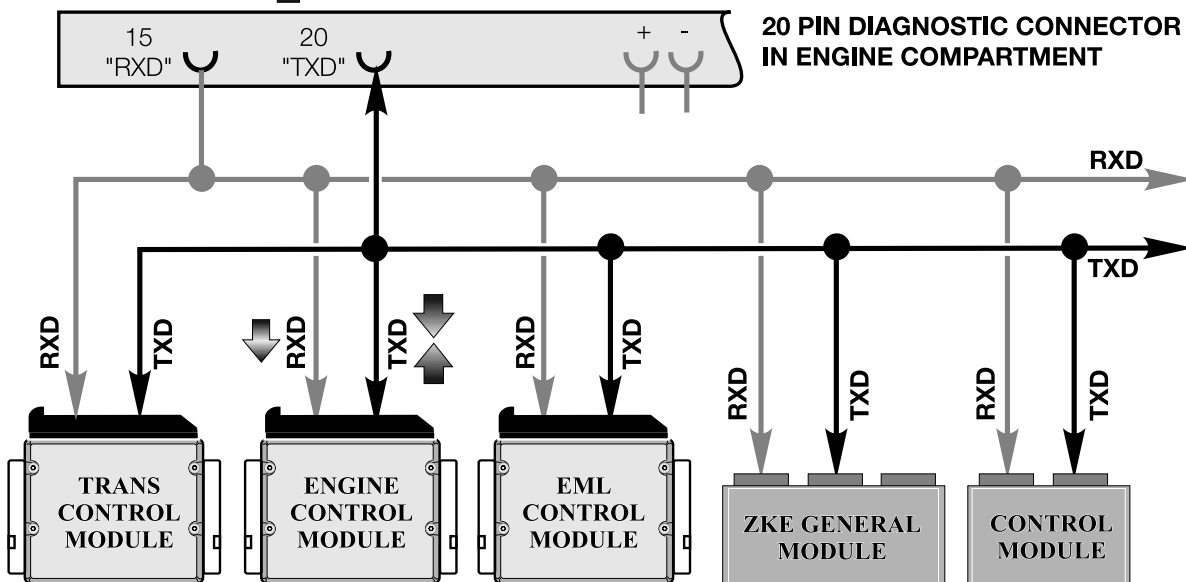 20 PIN DIAGNOSTIC CONNECTOR
IN ENGINE COMPARTMENT
15
"RXD"
20
"TXD"
+ -
RXD
TXD
RXD
TXD
RXD
TXD
RXD
TXD
RXD
TXD
RXD
TXD
TRANS
CONTROL
MODULE
ENGINE
CONTROL
MODULE
EML
CONTROL
MODULE
ZKE GENERAL
MODULE
CONTROL
MODULE